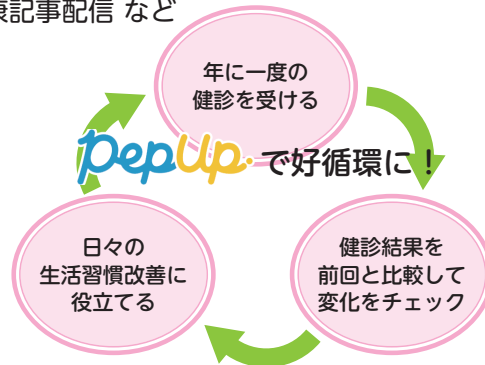 康記事配信 など
年に一度の
健診を受ける
PepUp で好循環に！
日々の
生活習慣改善に
役立てる
健診結果を
前回と比較して
変化をチェック